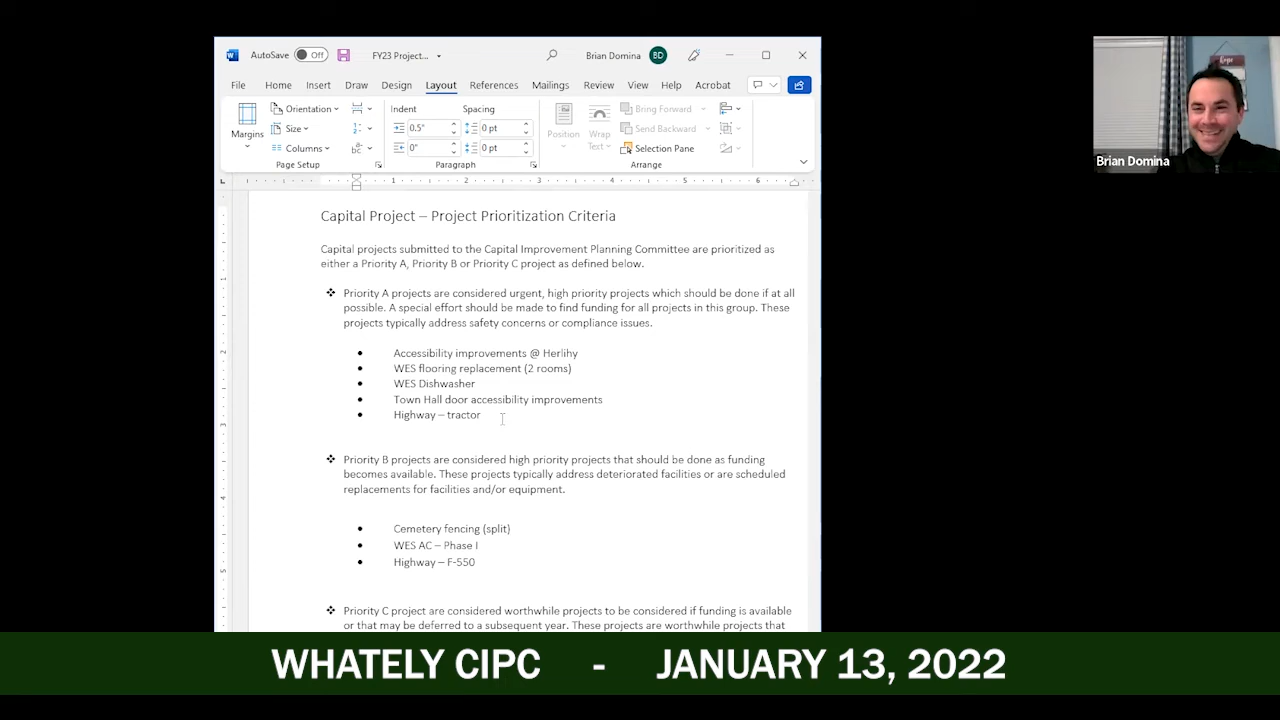 AutoSave Off FY23 Project... Brian Domina BD
File Home Insert Draw Design Layout References Mailings Review View Help Acrobat
Margins
Orientation
Size
Columns
Page Setup
Indent Spacing
0.5" 0 pt
0" 0 pt
Paragraph
Position
Wrap
Text
Bring Forward
Send Backward
Selection Pane
Arrange
1 2 3 4 5 6
Capital Project – Project Prioritization Criteria
Capital projects submitted to the Capital Improvement Planning Committee are prioritized as
either a Priority A, Priority B or Priority C project as defined below.
Priority A projects are considered urgent, high priority projects which should be done if at all
possible. A special effort should be made to find funding for all projects in this group. These
projects typically address safety concerns or compliance issues.
Accessibility improvements @ Herlihy
WES flooring replacement (2 rooms)
WES Dishwasher
Town Hall door accessibility improvements
Highway – tractor
Priority B projects are considered high priority projects that should be done as funding
becomes available. These projects typically address deteriorated facilities or are scheduled
replacements for facilities and/or equipment.
Cemetery fencing (split)
WES AC – Phase I
Highway – F-550
Priority C project are considered worthwhile projects to be considered if funding is available
or that may be deferred to a subsequent year. These projects are worthwhile projects that
Brian Domina
WHATELY CIPC - JANUARY 13, 2022